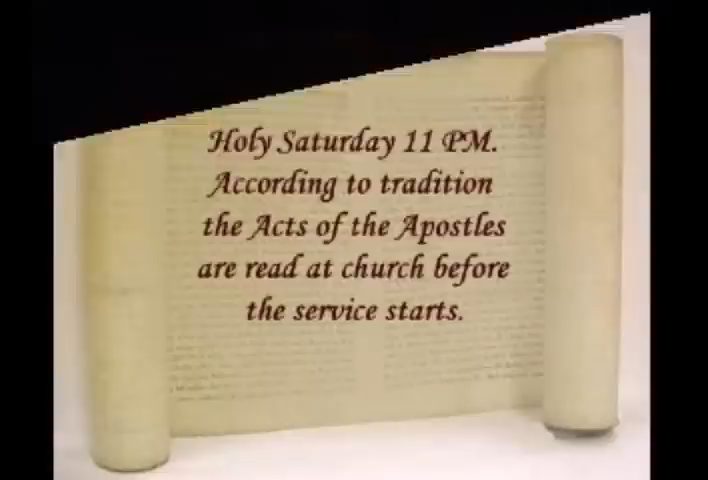 Holy Saturday 11 PM.
According to tradition
the Acts of the Apostles
are read at church before
the service starts.